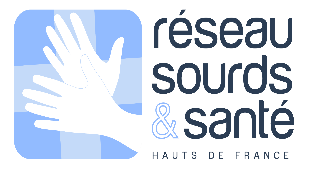 réseau
sourds
& santé
HAUTS DE FRANCE